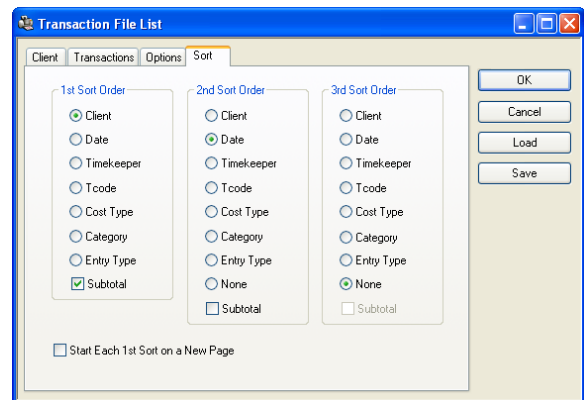 Transaction File List
Client Transactions Options Sort
1st Sort Order
Client
Date
Timekeeper
Tcode
Cost Type
Category
Entry Type
Subtotal
2nd Sort Order
Client
Date
Timekeeper
Tcode
Cost Type
Category
Entry Type
None
Subtotal
3rd Sort Order
Client
Date
Timekeeper
Tcode
Cost Type
Category
Entry Type
None
Subtotal
Start Each 1st Sort on a New Page
OK
Cancel
Load
Save